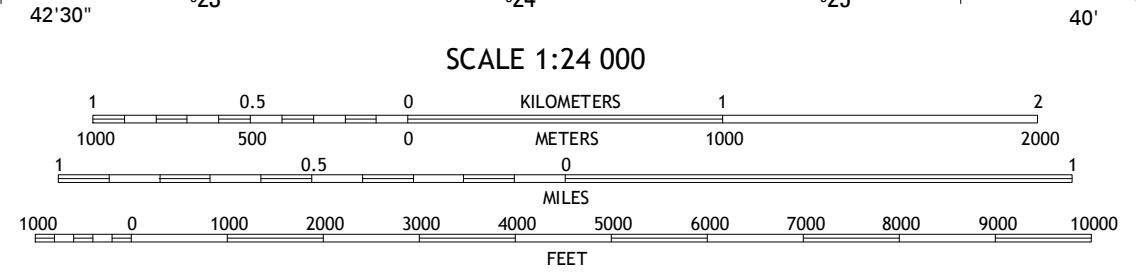 42'30" 40'
SCALE 1:24 000
1 0.5 0 KILOMETERS 1 2
1000 500 0 METERS 1000 2000
1 0.5 0 1
MILES
1000 0 1000 2000 3000 4000 5000 6000 7000 8000 9000 10000
FEET